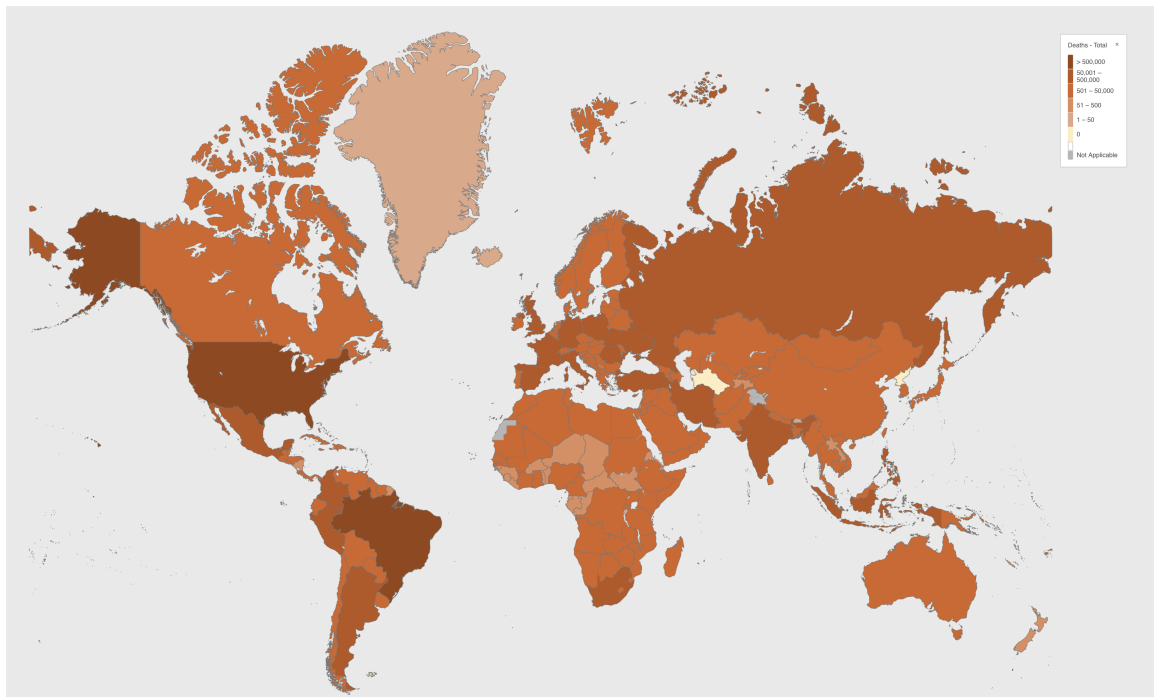 Deaths - Total
> 500,000
50,001 –
500,000
501 – 50,000
51 – 500
1 – 50
0
Not Applicable